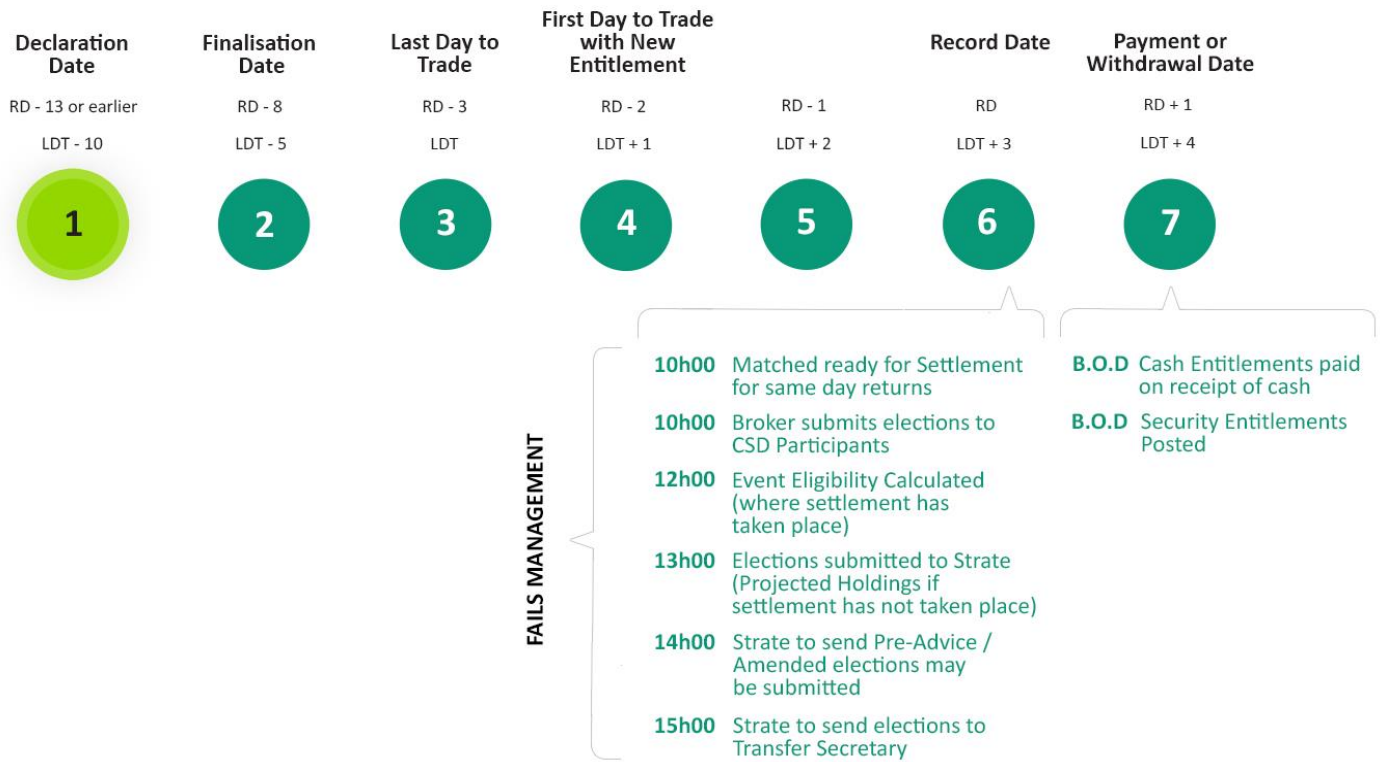 Declaration
Date
RD - 13 or earlier
LDT - 10
1
Finalisation
Date
RD - 8
LDT - 5
2
Last Day to
Trade
RD - 3
LDT
3
First Day to Trade
with New
Entitlement
RD - 2
LDT + 1
4
RD - 1
LDT + 2
5
Record Date
RD
LDT + 3
6
Payment or
Withdrawal Date
RD + 1
LDT + 4
7
FAILS MANAGEMENT
10h00 Matched ready for Settlement
for same day returns
10h00 Broker submits elections to
CSD Participants
12h00 Event Eligibility Calculated
(where settlement has
taken place)
13h00 Elections submitted to Strate
(Projected Holdings if
settlement has not taken place)
14h00 Strate to send Pre-Advice /
Amended elections may
be submitted
15h00 Strate to send elections to
Transfer Secretary
B.O.D Cash Entitlements paid
on receipt of cash
B.O.D Security Entitlements
Posted